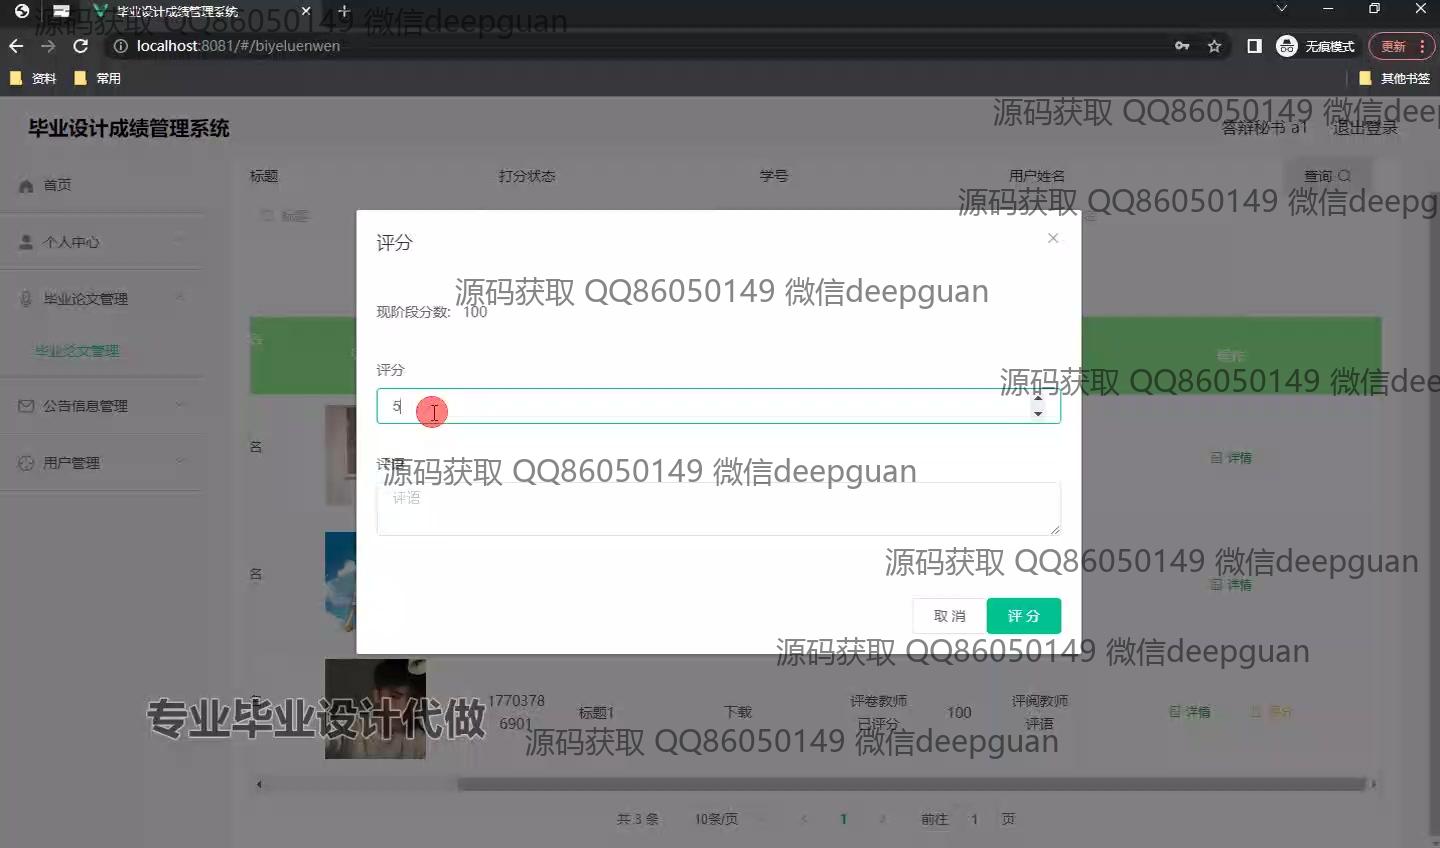 毕业设计成绩管理系统
源码获取 QQ86050149 微信deepguan
localhost:8081/#/biyeluenwen
无痕模式
更新
资料
常用
其他书签
毕业设计成绩管理系统
源码获取 QQ86050149 微信deep
答辩秘书 a1
退出登录
首页
标题
打分状态
学号
用户姓名
查询
源码获取 QQ86050149 微信deepg
标题
个人中心
评分
毕业论文管理
源码获取 QQ86050149 微信deepguan
现阶段分数: 100
毕业论文管理
评分
源码获取 QQ86050149 微信dee
公告信息管理
5
名
详情
用户管理
源码获取 QQ86050149 微信deepguan
评语
源码获取 QQ86050149 微信deepguan
名
详情
取消
评分
源码获取 QQ86050149 微信deepguan
1770378
6901
标题1
下载
评卷教师
已评分
100
评阅教师
评语
详情
评分
专业毕业设计代做
源码获取 QQ86050149 微信deepguan
共 3 条
10条/页
1
前往
1
页